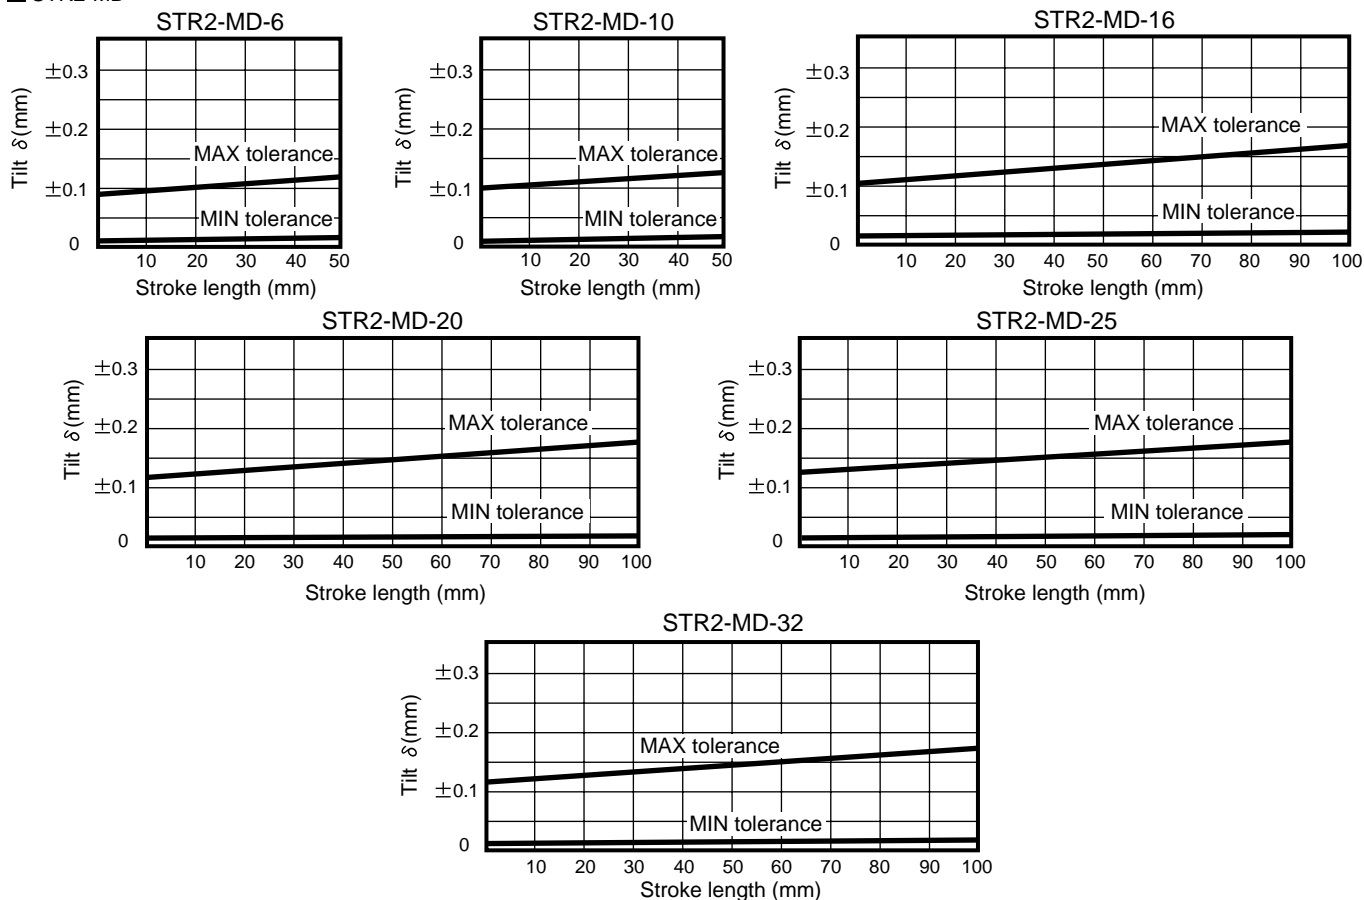 STR2-MD-6
±0.3
±0.2
±0.1
0
Tilt δ(mm)
MAX tolerance
MIN tolerance
10 20 30 40 50
Stroke length (mm)
STR2-MD-10
±0.3
±0.2
±0.1
0
Tilt δ(mm)
MAX tolerance
MIN tolerance
10 20 30 40 50
Stroke length (mm)
STR2-MD-16
±0.3
±0.2
±0.1
0
Tilt δ(mm)
MAX tolerance
MIN tolerance
10 20 30 40 50 60 70 80 90 100
Stroke length (mm)
STR2-MD-20
±0.3
±0.2
±0.1
0
Tilt δ(mm)
MAX tolerance
MIN tolerance
10 20 30 40 50 60 70 80 90 100
Stroke length (mm)
STR2-MD-25
±0.3
±0.2
±0.1
0
Tilt δ(mm)
MAX tolerance
MIN tolerance
10 20 30 40 50 60 70 80 90 100
Stroke length (mm)
STR2-MD-32
±0.3
±0.2
±0.1
0
Tilt δ(mm)
MAX tolerance
MIN tolerance
10 20 30 40 50 60 70 80 90 100
Stroke length (mm)